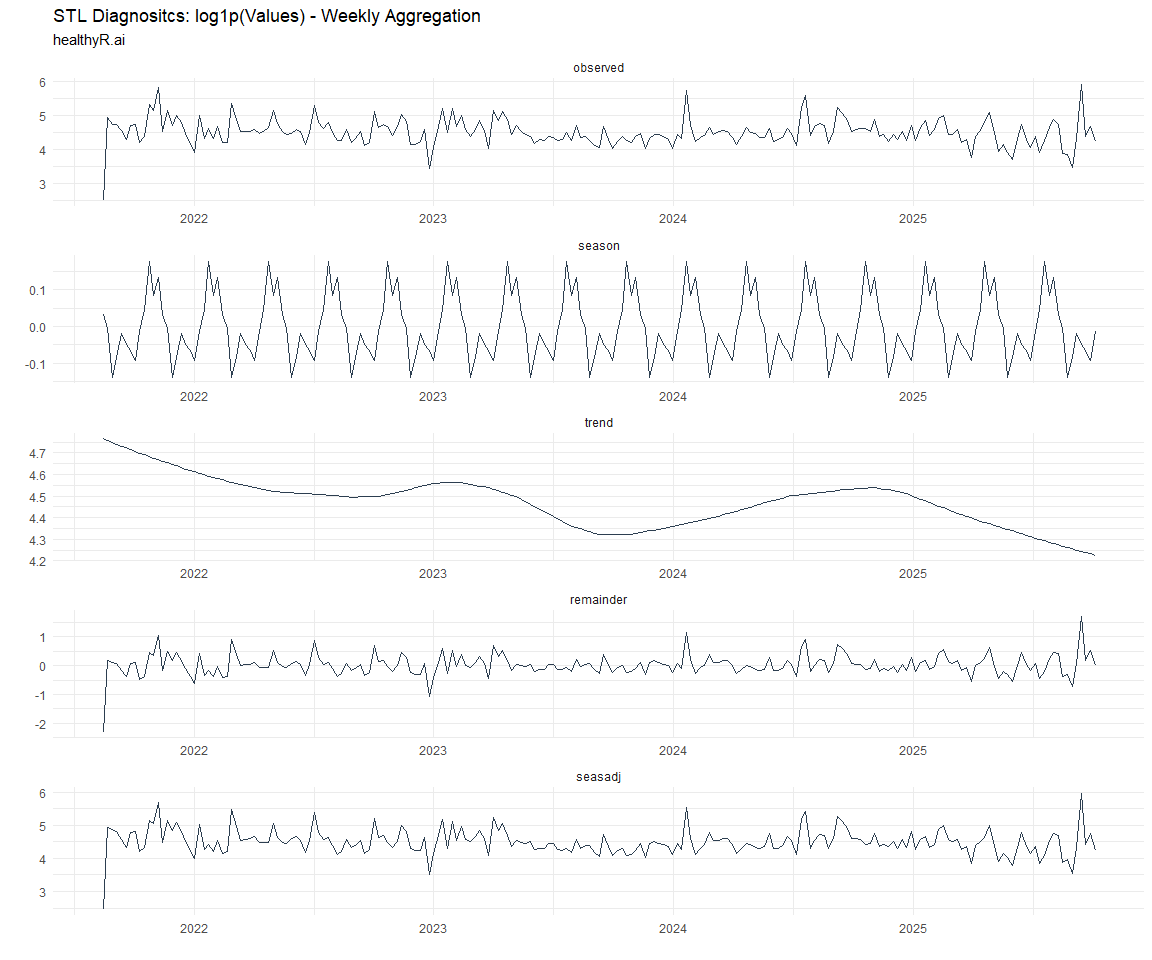 STL Diagnositcs: log1p(Values) - Weekly Aggregation
healthyR.ai
observed
6
5
4
3
2022 2023 2024 2025
season
0.1
0.0
-0.1
2022 2023 2024 2025
trend
4.7
4.6
4.5
4.4
4.3
4.2
2022 2023 2024 2025
remainder
1
0
-1
-2
2022 2023 2024 2025
seasadj
6
5
4
3
2022 2023 2024 2025